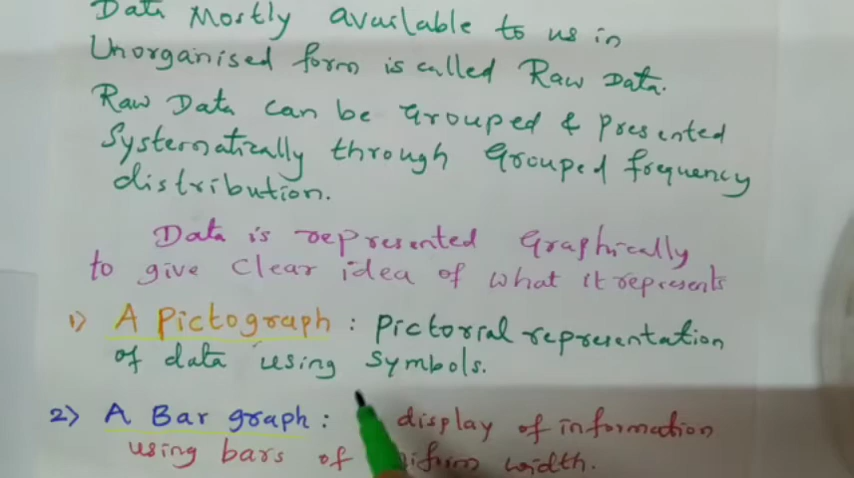 Data Mostly available to us in
Unorganised form is called Raw Data.
Raw Data can be Grouped & presented
Systematically through Grouped frequency
distribution.
Data is represented Graphically
to give clear idea of what it represents
1) A Pictograph : Pictorial representation
of data using symbols.
2) A Bar graph : display of information
using bars of width.